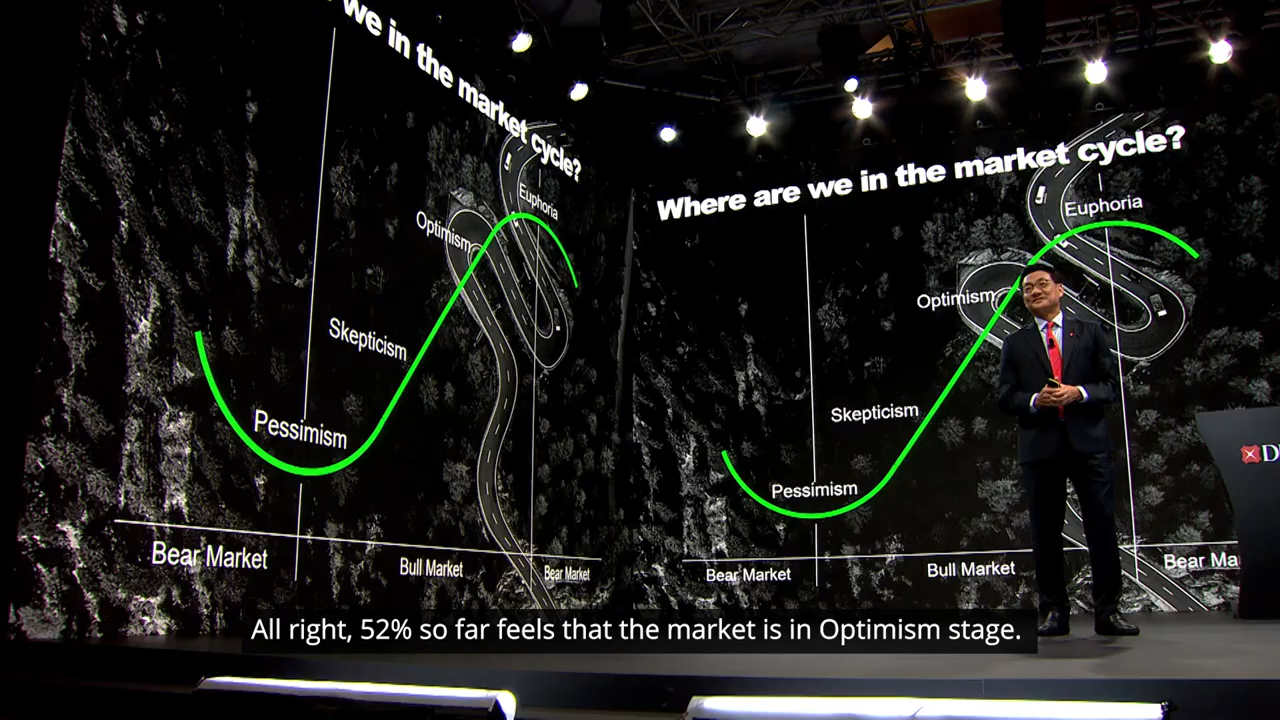 we in the market cycle?
Euphoria
Optimism
Skepticism
Pessimism
Bear Market
Bull Market
Bear Market
Where are we in the market cycle?
Euphoria
Optimism
Skepticism
Pessimism
Bear Market
Bull Market
Bear Ma
D
All right, 52% so far feels that the market is in Optimism stage.